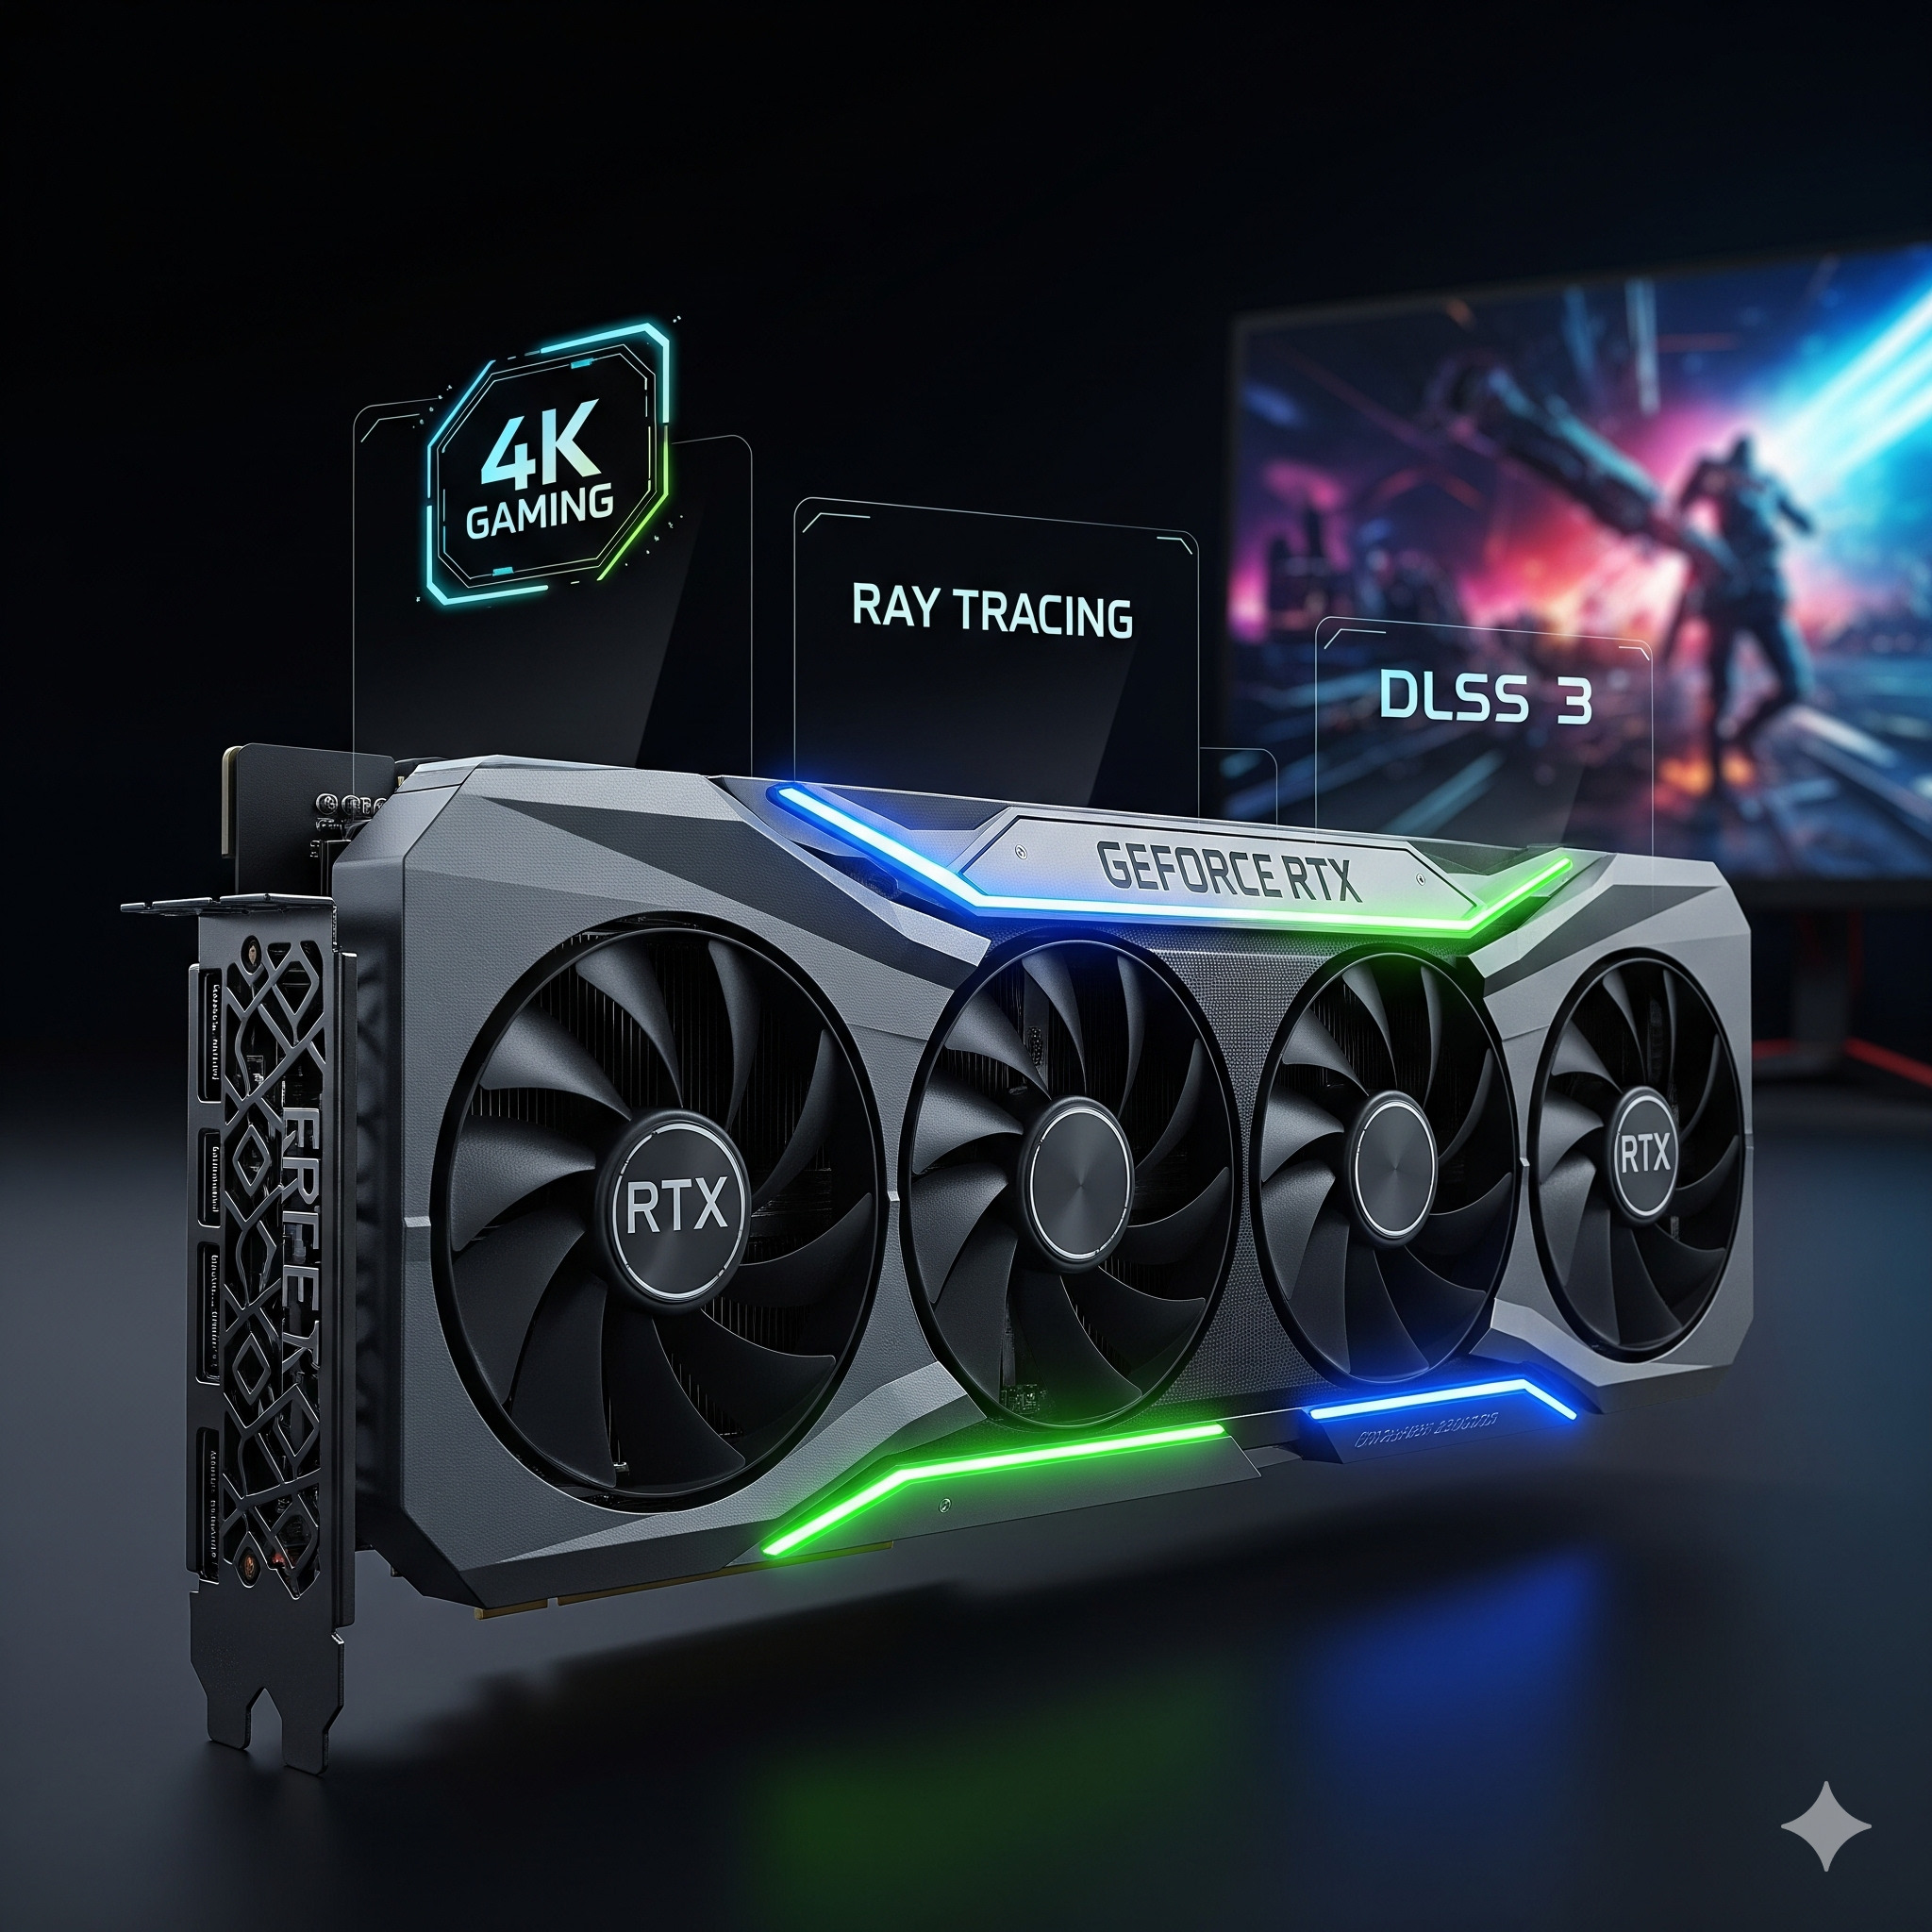 4K
GAMING
RAY TRACING
DLSS 3
GEFORCE RTX
RTX
RTX